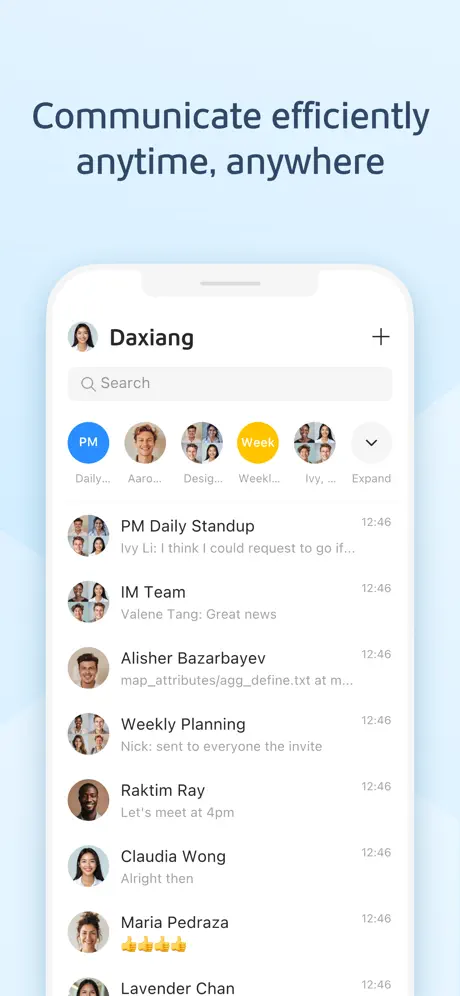 Communicate efficiently
anytime, anywhere
Daxiang
Search
PM
Week
Daily...
Aaro...
Desig...
Weekl...
Ivy, ...
Expand
PM Daily Standup
12:46
Ivy Li: I think I could request to go if...
IM Team
12:46
Valene Tang: Great news
Alisher Bazarbayev
12:46
map_attributes/agg_define.txt at m...
Weekly Planning
12:46
Nick: sent to everyone the invite
Raktim Ray
12:46
Let's meet at 4pm
Claudia Wong
12:46
Alright then
Maria Pedraza
12:46
👍👍👍👍
Lavender Chan
12:46